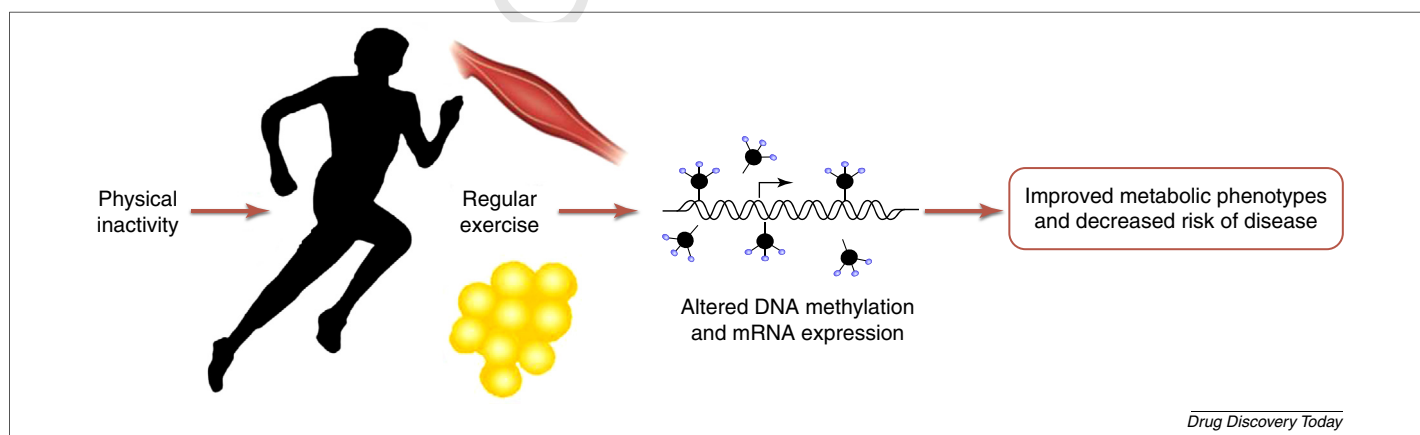 Physical
inactivity
Regular
exercise
Altered DNA methylation
and mRNA expression
Improved metabolic phenotypes
and decreased risk of disease
Drug Discovery Today